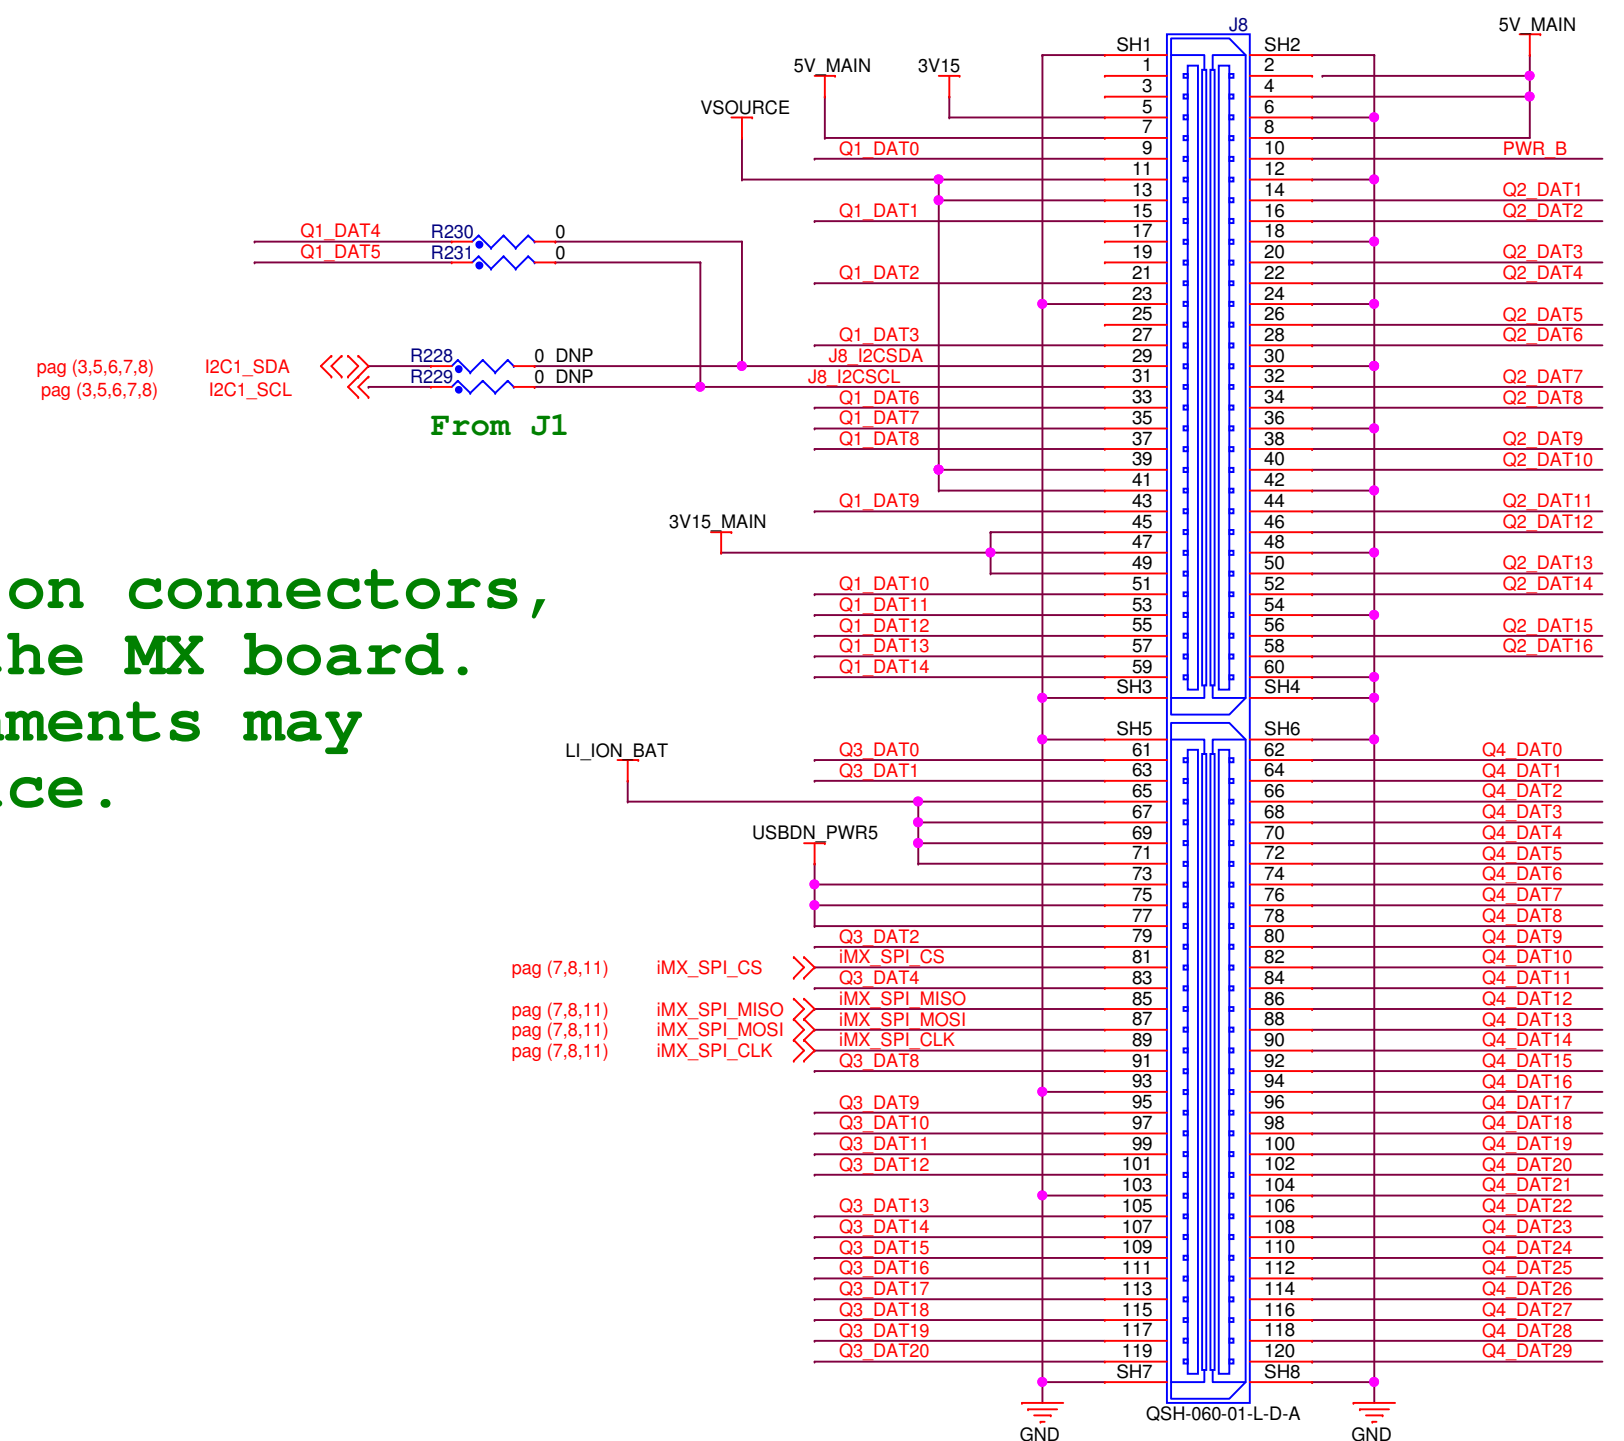 J8
5V_MAIN
SH1 SH2
5V_MAIN 3V15 1 2
3 4
VSOURCE 5 6
7 8
Q1_DAT0 9 10 PWR_B
11 12
13 14 Q2_DAT1
Q1_DAT1 15 16 Q2_DAT2
Q1_DAT4 R230 0 17 18
Q1_DAT5 R231 0 19 20 Q2_DAT3
Q1_DAT2 21 22 Q2_DAT4
23 24
25 26 Q2_DAT5
Q1_DAT3 27 28 Q2_DAT6
pag (3,5,6,7,8) I2C1_SDA R228 0 DNP J8_I2CSDA 29 30
pag (3,5,6,7,8) I2C1_SCL R229 0 DNP J8_I2CSCL 31 32 Q2_DAT7
Q1_DAT6 33 34 Q2_DAT8
From J1 Q1_DAT7 35 36
Q1_DAT8 37 38 Q2_DAT9
39 40 Q2_DAT10
41 42
Q1_DAT9 43 44 Q2_DAT11
3V15_MAIN 45 46 Q2_DAT12
47 48
49 50 Q2_DAT13
Q1_DAT10 51 52 Q2_DAT14
on connectors,
Q1_DAT11 53 54
Q1_DAT12 55 56 Q2_DAT15
Q1_DAT13 57 58 Q2_DAT16
he MX board.
Q1_DAT14 59 60
SH3 SH4
ments may
SH5 SH6
LI_ION_BAT Q3_DAT0 61 62 Q4_DAT0
Q3_DAT1 63 64 Q4_DAT1
ce.
65 66 Q4_DAT2
67 68 Q4_DAT3
USBDN_PWR5 69 70 Q4_DAT4
71 72 Q4_DAT5
73 74 Q4_DAT6
75 76 Q4_DAT7
77 78 Q4_DAT8
Q3_DAT2 79 80 Q4_DAT9
pag (7,8,11) iMX_SPI_CS iMX_SPI_CS 81 82 Q4_DAT10
Q3_DAT4 83 84 Q4_DAT11
pag (7,8,11) iMX_SPI_MISO iMX_SPI_MISO 85 86 Q4_DAT12
pag (7,8,11) iMX_SPI_MOSI iMX_SPI_MOSI 87 88 Q4_DAT13
pag (7,8,11) iMX_SPI_CLK iMX_SPI_CLK 89 90 Q4_DAT14
Q3_DAT8 91 92 Q4_DAT15
93 94 Q4_DAT16
Q3_DAT9 95 96 Q4_DAT17
Q3_DAT10 97 98 Q4_DAT18
Q3_DAT11 99 100 Q4_DAT19
Q3_DAT12 101 102 Q4_DAT20
103 104 Q4_DAT21
Q3_DAT13 105 106 Q4_DAT22
Q3_DAT14 107 108 Q4_DAT23
Q3_DAT15 109 110 Q4_DAT24
Q3_DAT16 111 112 Q4_DAT25
Q3_DAT17 113 114 Q4_DAT26
Q3_DAT18 115 116 Q4_DAT27
Q3_DAT19 117 118 Q4_DAT28
Q3_DAT20 119 120 Q4_DAT29
SH7 SH8
QSH-060-01-L-D-A
GND GND